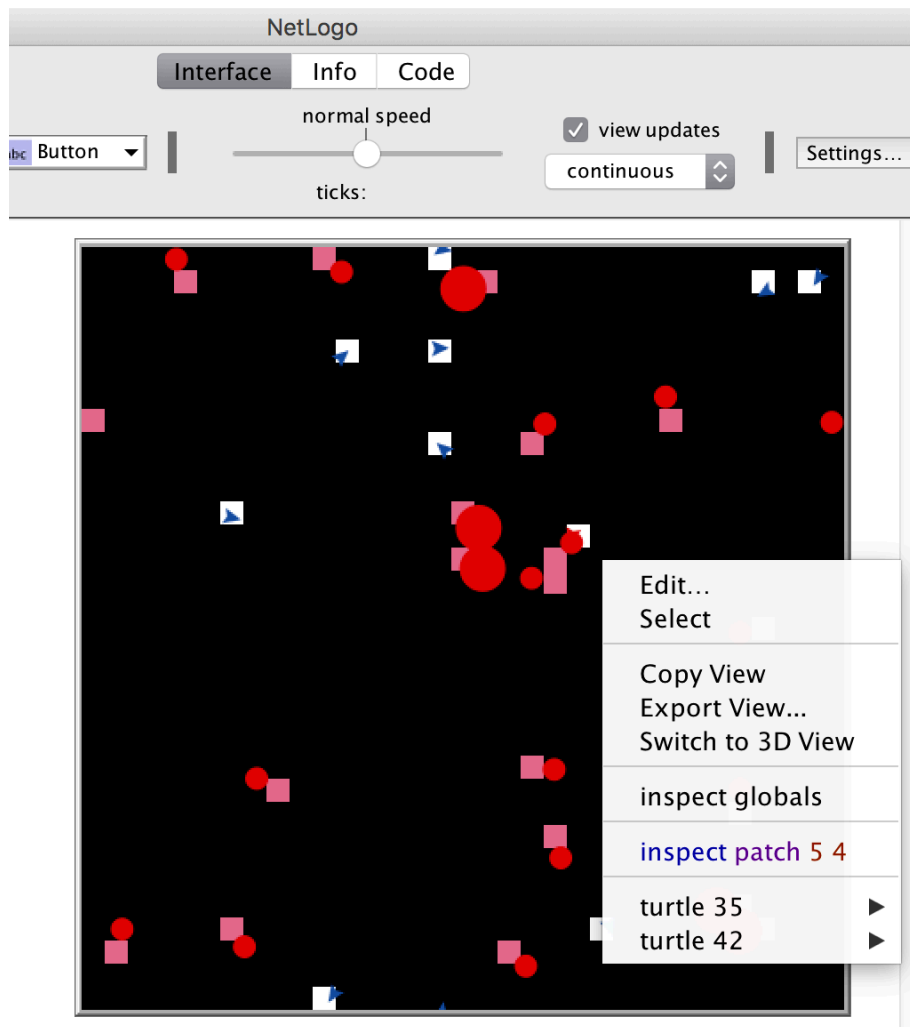 NetLogo
Interface Info Code
normal speed
view updates
abc Button
Settings...
continuous
ticks:
Edit...
Select
Copy View
Export View...
Switch to 3D View
inspect globals
inspect patch 5 4
turtle 35
turtle 42